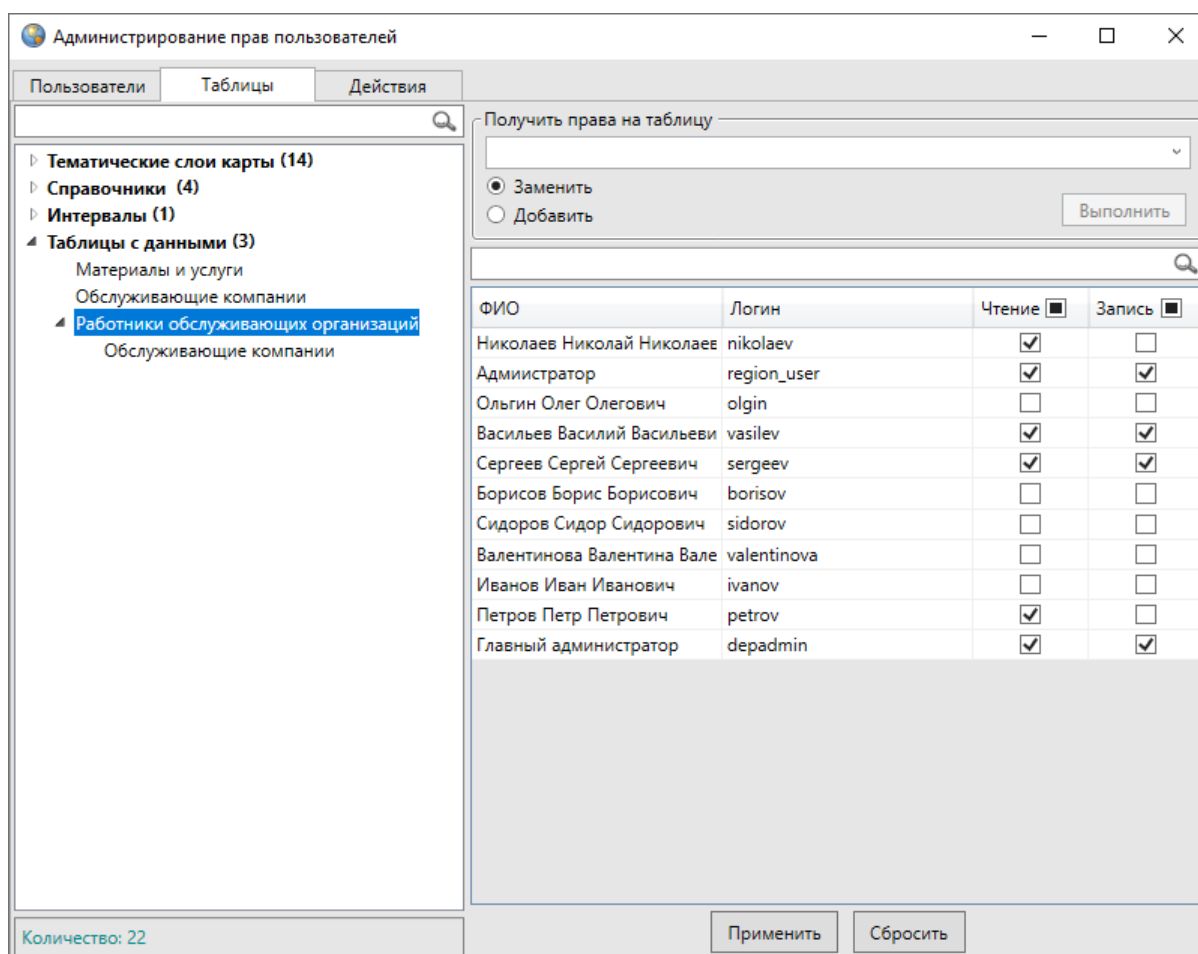 Администрирование прав пользователей
Пользователи Таблицы Действия
Получить права на таблицу
Заменить
Добавить
Выполнить
Тематические слои карты (14)
Справочники (4)
Интервалы (1)
Таблицы с данными (3)
Материалы и услуги
Обслуживающие компании
Работники обслуживающих организаций
Обслуживающие компании
ФИО Логин Чтение Запись
Николаев Николай Николаев nikolaev
Адмиистратор region_user
Ольгин Олег Олегович olgin
Васильев Василий Васильеви vasilev
Сергеев Сергей Сергеевич sergeev
Борисов Борис Борисович borisov
Сидоров Сидор Сидорович sidorov
Валентинова Валентина Вале valentinova
Иванов Иван Иванович ivanov
Петров Петр Петрович petrov
Главный администратор depadmin
Количество: 22
Применить Сбросить